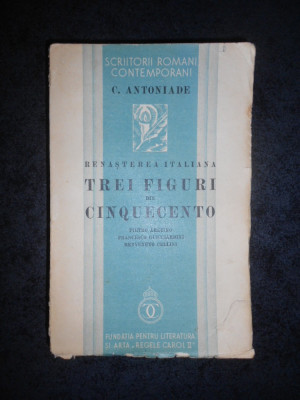 SCRIITORII ROMANI
CONTEMPORANI
C. ANTONIADE
RENASTEREA ITALIANA
TREI FIGURI
DIN
CINQUECENTO
PIETRO ARETINO
FRANCESCO GUICCIARDINI
BENVENUTO CELLINI
FUNDATIA PENTRU LITERATURA
SI ARTA „REGELE CAROL II"